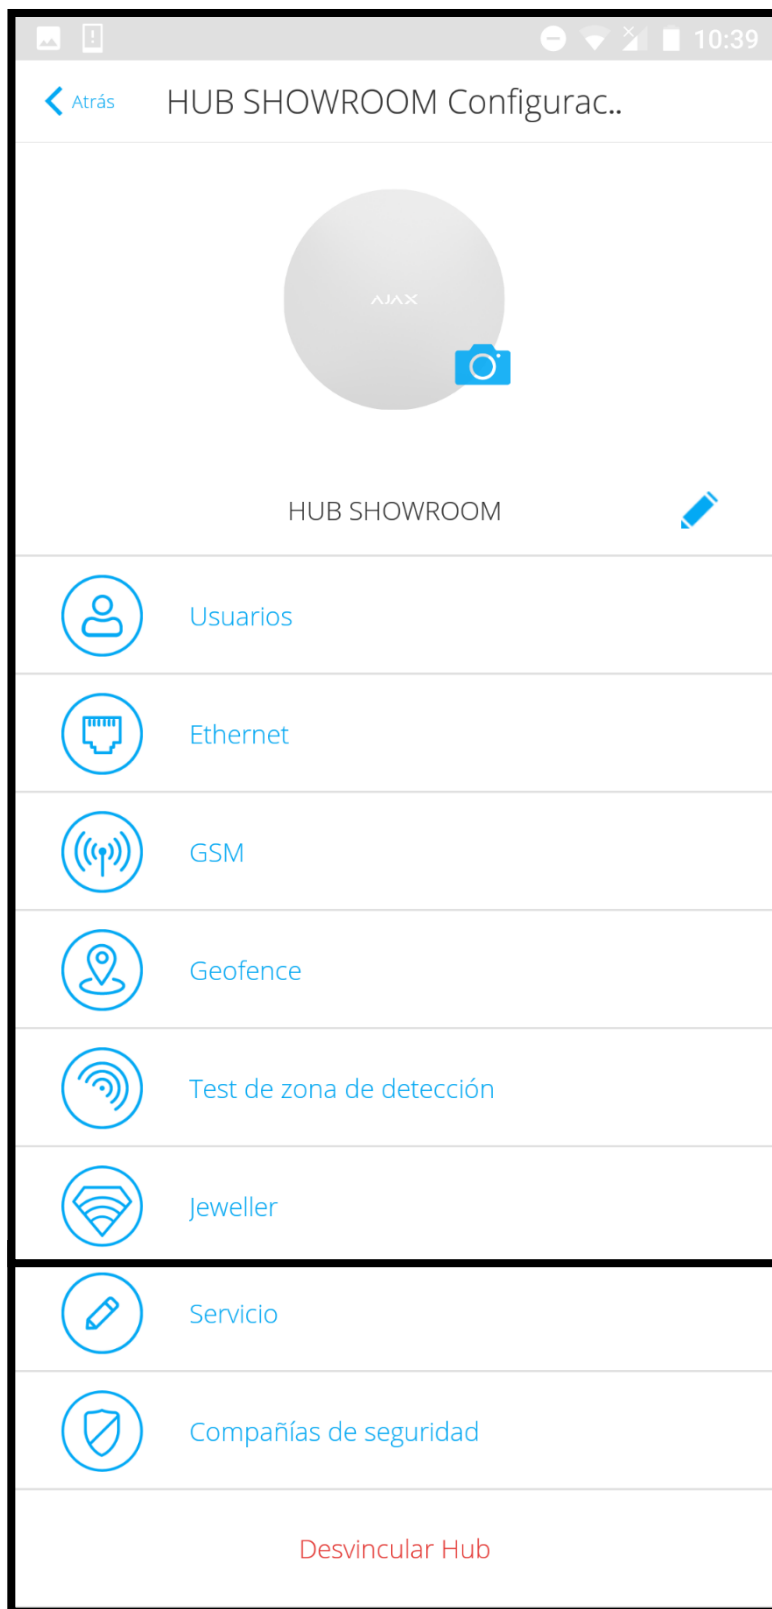 10:39
Atrás HUB SHOWROOM Configurac..
AJAX
HUB SHOWROOM
Usuarios
Ethernet
GSM
Geofence
Test de zona de detección
Jeweller
Servicio
Compañías de seguridad
Desvincular Hub